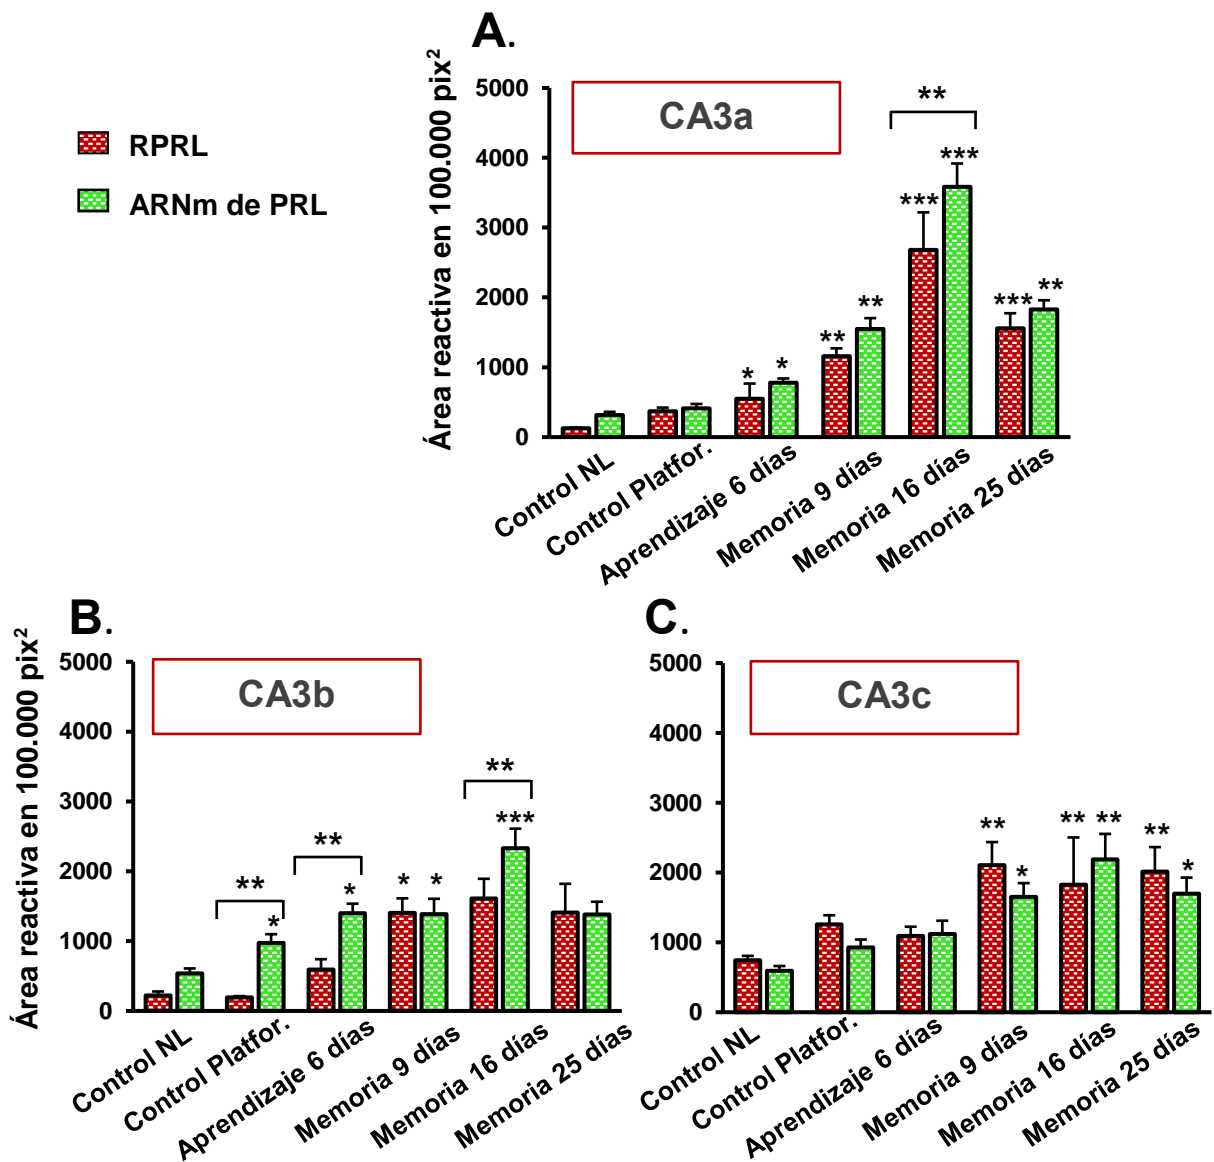 A.
Área reactiva en 100.000 pix2
5000
4000
3000
2000
1000
0
CA3a
RPRL
ARNm de PRL
**
***
***
***
**
**
**
*
*
Control NL
Control Platfor.
Aprendizaje 6 días
Memoria 9 días
Memoria 16 días
Memoria 25 días
B.
Área reactiva en 100.000 pix2
5000
4000
3000
2000
1000
0
CA3b
**
***
**
**
*
*
*
*
Control NL
Control Platfor.
Aprendizaje 6 días
Memoria 9 días
Memoria 16 días
Memoria 25 días
C.
5000
4000
3000
2000
1000
0
CA3c
**
*
**
**
**
*
Control NL
Control Platfor.
Aprendizaje 6 días
Memoria 9 días
Memoria 16 días
Memoria 25 días